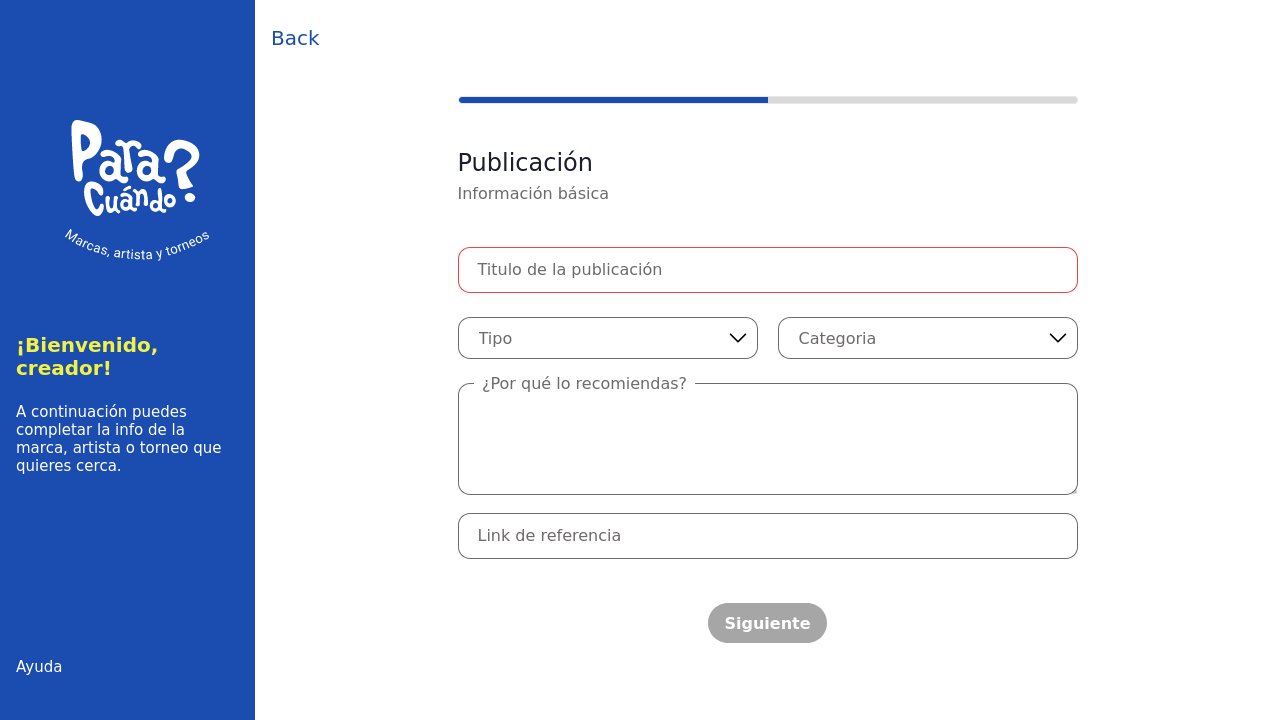 Back
Para
Cuándo?
Marcas, artista y torneos
¡Bienvenido,
creador!
A continuación puedes
completar la info de la
marca, artista o torneo que
quieres cerca.
Ayuda
Publicación
Información básica
Titulo de la publicación
Tipo
Categoria
¿Por qué lo recomiendas?
Link de referencia
Siguiente